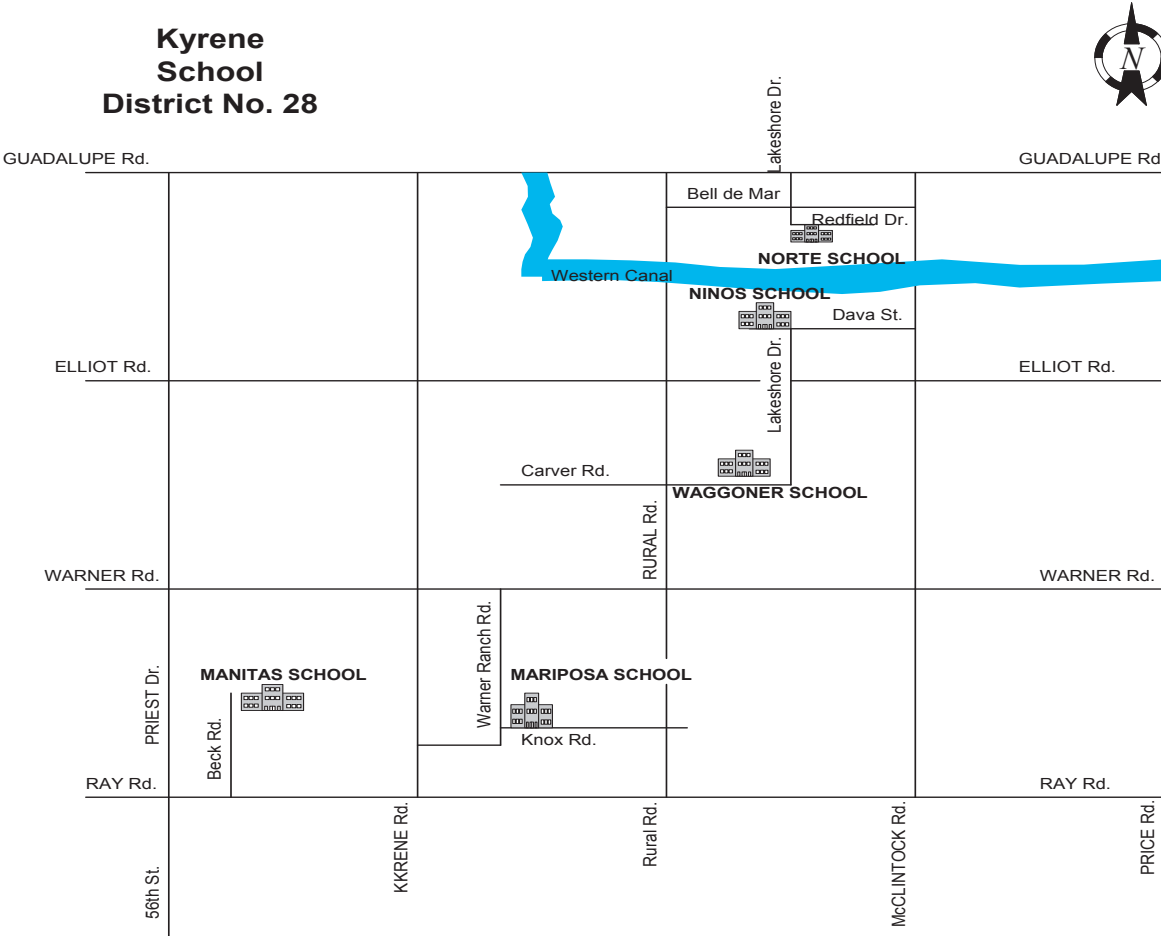 Kyrene
School
District No. 28
N
Lakeshore Dr.
GUADALUPE Rd.
GUADALUPE Rd
Bell de Mar
Redfield Dr.
NORTE SCHOOL
Western Canal
NINOS SCHOOL
Dava St.
ELLIOT Rd.
Lakeshore Dr.
ELLIOT Rd.
Carver Rd.
WAGGONER SCHOOL
RURAL Rd.
WARNER Rd.
WARNER Rd.
Warner Ranch Rd.
MANITAS SCHOOL
MARIPOSA SCHOOL
PRIEST Dr.
Beck Rd.
Knox Rd.
RAY Rd.
RAY Rd.
56th St.
KKRENE Rd.
Rural Rd.
McCLINTOCK Rd.
PRICE Rd.